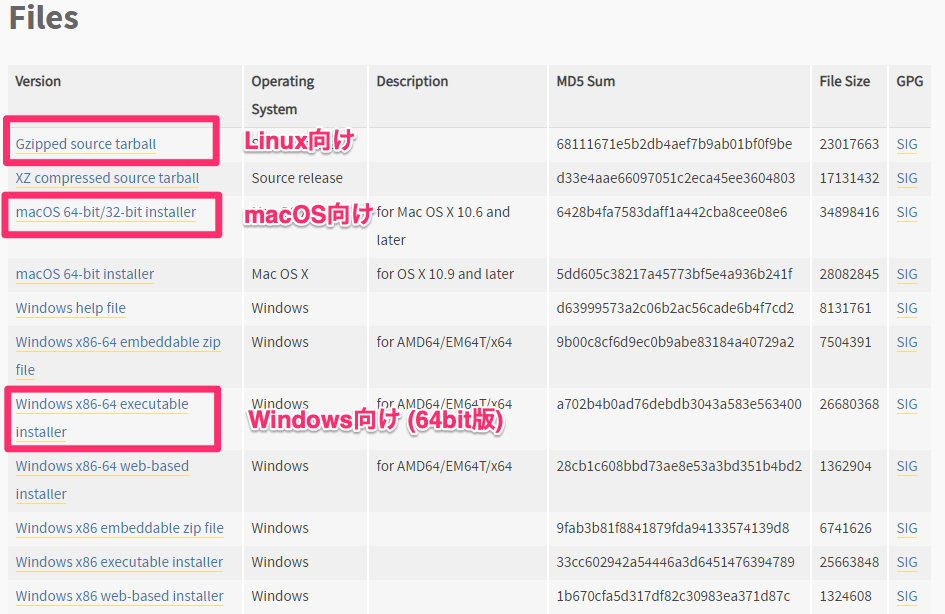 Files
Version Operating System Description MD5 Sum File Size GPG
Gzipped source tarball Linux向け 68111671e5b2db4aef7b9ab01bf0f9be 23017663 SIG
XZ compressed source tarball Source release d33e4aae66097051c2eca45ee3604803 17131432 SIG
macOS 64-bit/32-bit installer macOS向け for Mac OS X 10.6 and later 6428b4fa7583daff1a442cba8cee08e6 34898416 SIG
macOS 64-bit installer Mac OS X for OS X 10.9 and later 5dd605c38217a45773bf5e4a936b241f 28082845 SIG
Windows help file Windows d63999573a2c06b2ac56cade6b4f7cd2 8131761 SIG
Windows x86-64 embeddable zip file Windows for AMD64/EM64T/x64 9b00c8cf6d9ec0b9abe83184a40729a2 7504391 SIG
Windows x86-64 executable installer Windows for AMD64/EM64T/x64 a702b4b0ad76debdb3043a583e563400 26680368 SIG
Windows向け (64bit版)
Windows x86-64 web-based installer Windows for AMD64/EM64T/x64 28cb1c608bbd73ae8e53a3bd351b4bd2 1362904 SIG
Windows x86 embeddable zip file Windows 9fab3b81f8841879fda94133574139d8 6741626 SIG
Windows x86 executable installer Windows 33cc602942a54446a3d6451476394789 25663848 SIG
Windows x86 web-based installer Windows 1b670cfa5d317df82c30983ea371d87c 1324608 SIG